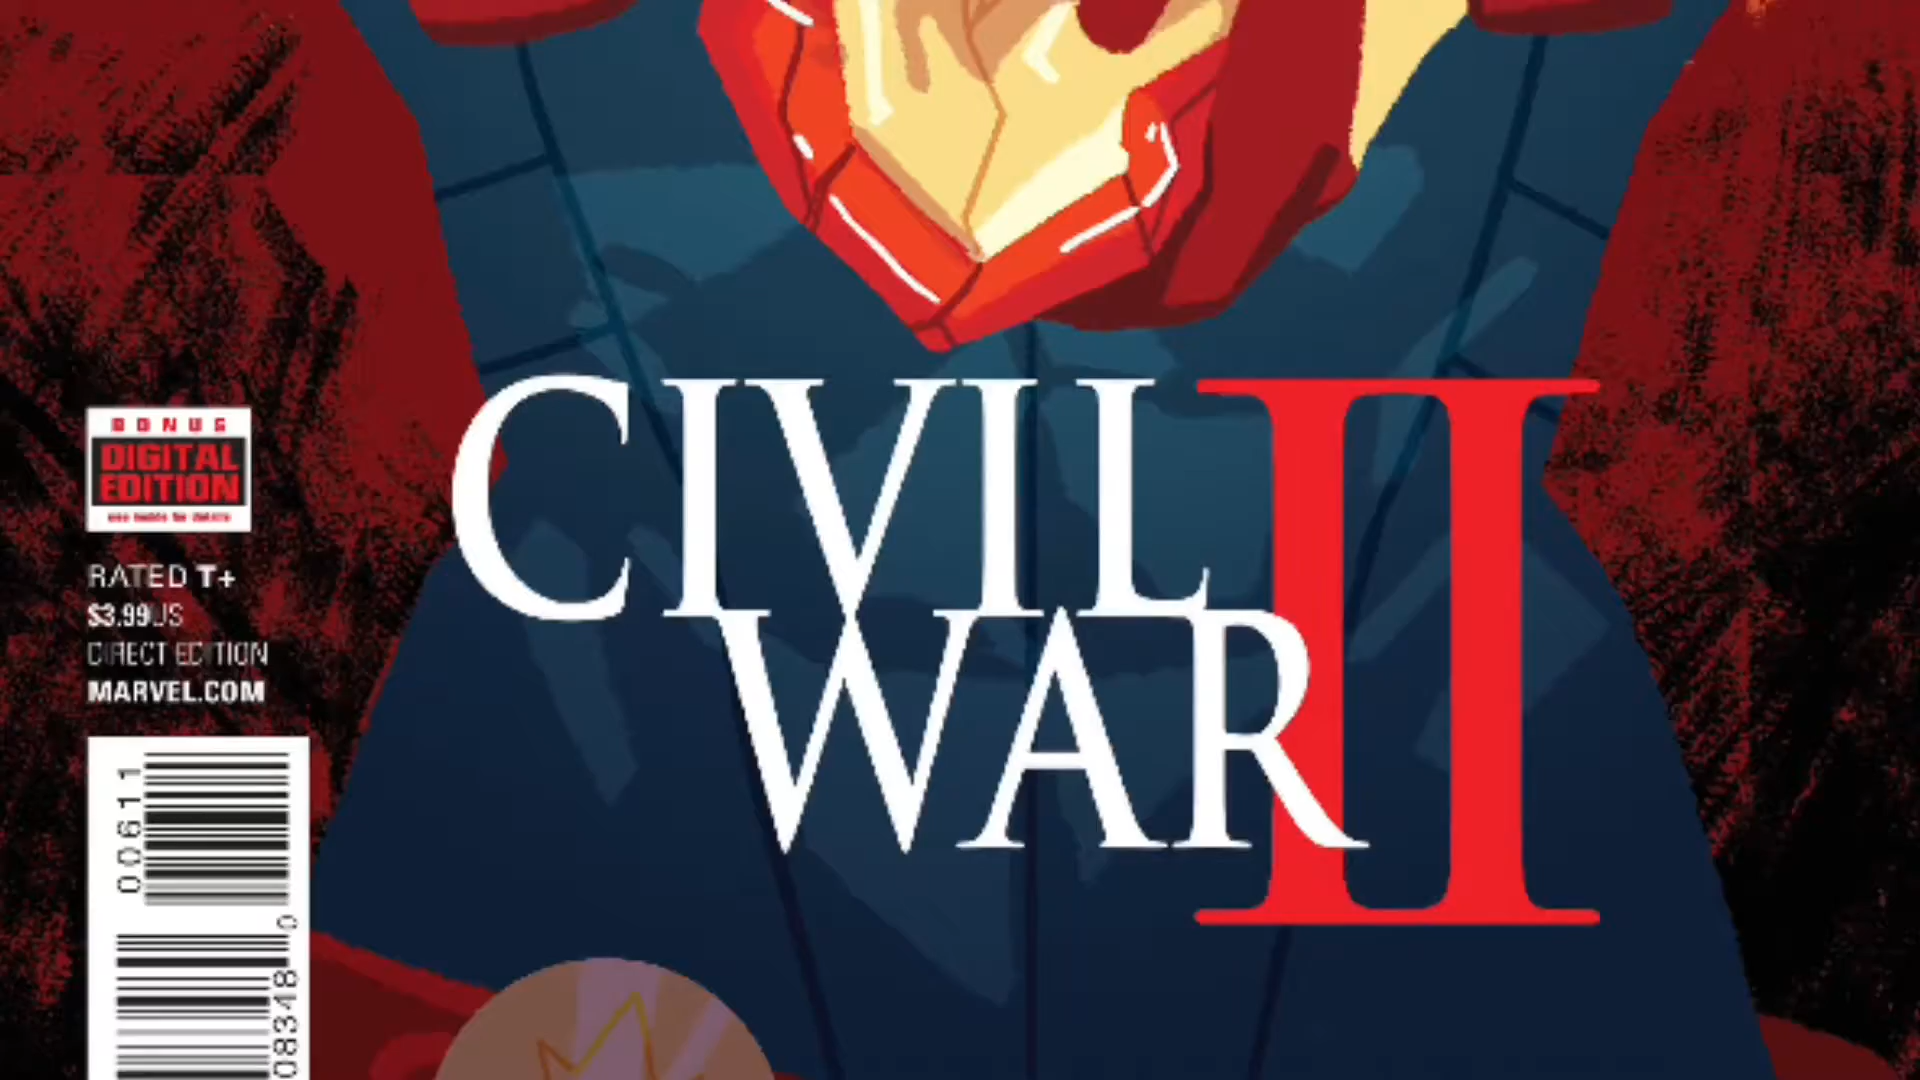 CIVIL
WAR II
BONUS
DIGITAL
EDITION
RATED T+
$3.99US
DIRECT EDITION
MARVEL.COM
00611
08348 0